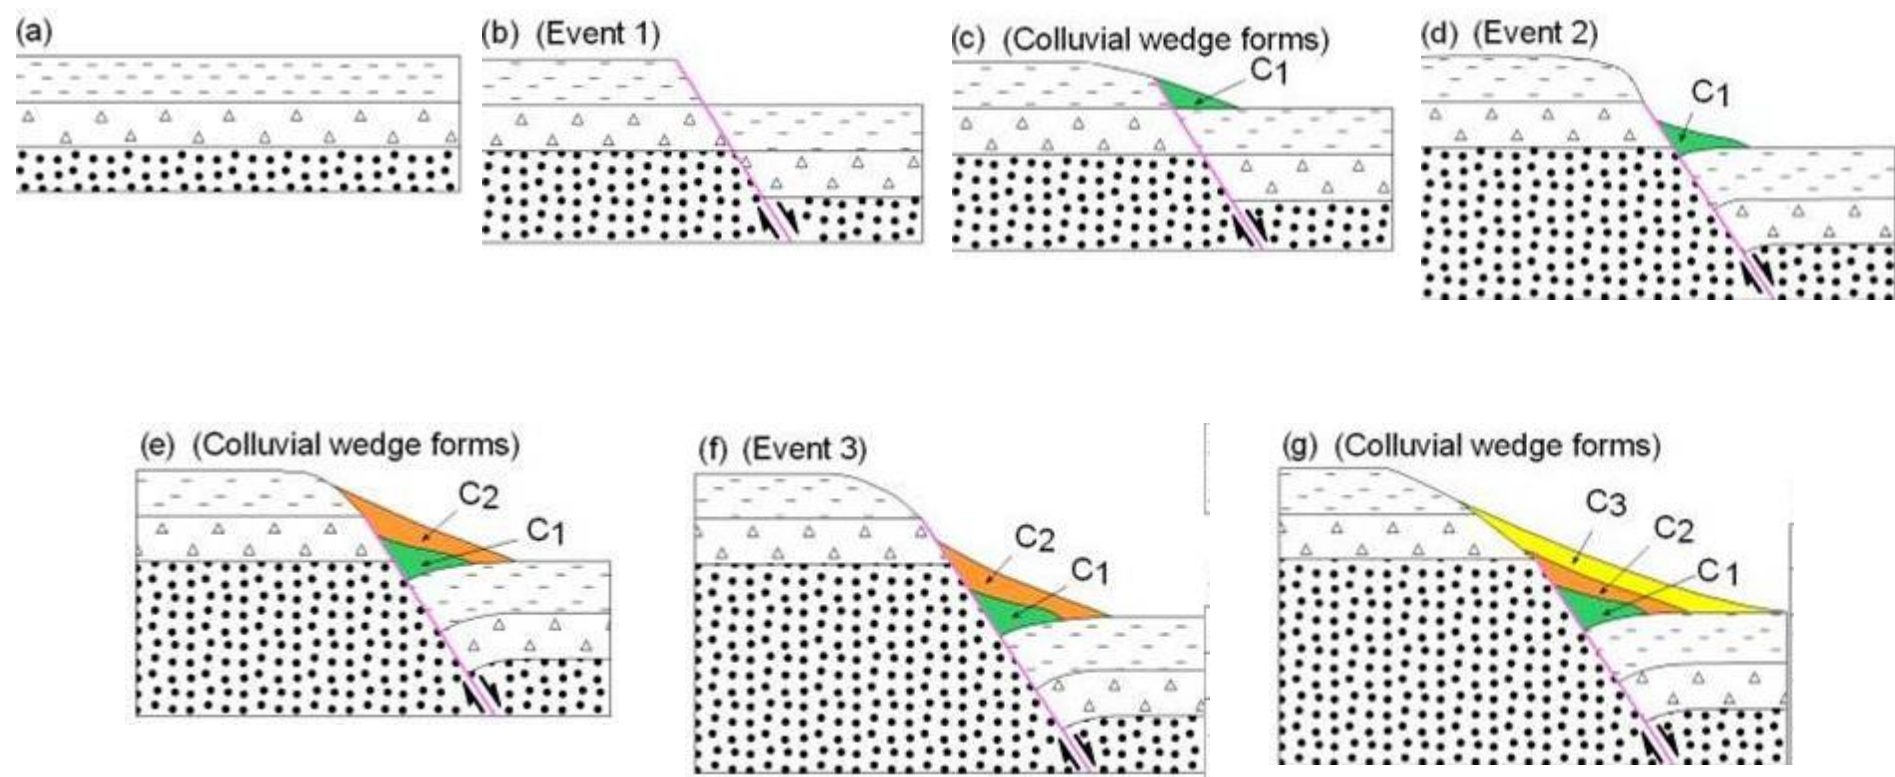 (a)
(b) (Event 1)
(c) (Colluvial wedge forms)
C1
(d) (Event 2)
C1
(e) (Colluvial wedge forms)
C2
C1
(f) (Event 3)
C2
C1
(g) (Colluvial wedge forms)
C3
C2
C1